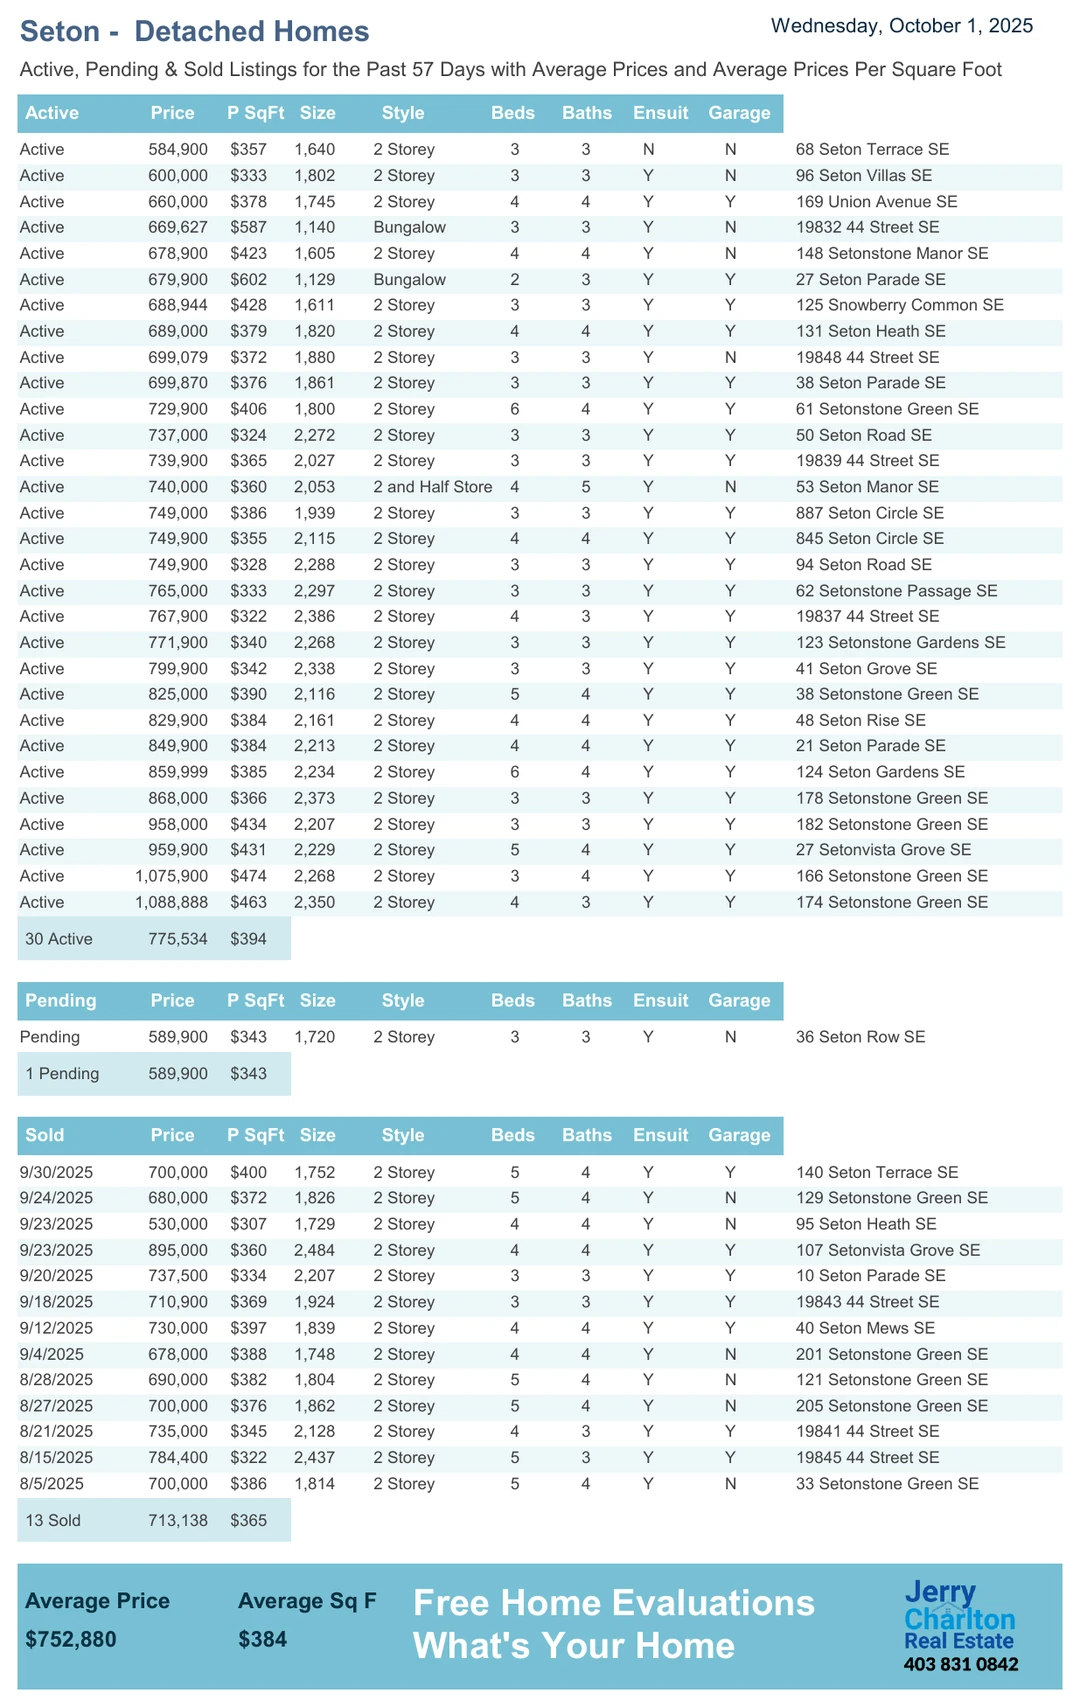 Seton -  Detached Homes
Wednesday, October 1, 2025
Active, Pending & Sold Listings for the Past 57 Days with Average Prices and Average Prices Per Square Foot
Active Price P SqFt Size Style Beds Baths Ensuit Garage
Active 584,900 $357 1,640 2 Storey 3 3 N N 68 Seton Terrace SE
Active 600,000 $333 1,802 2 Storey 3 3 Y N 96 Seton Villas SE
Active 660,000 $378 1,745 2 Storey 4 4 Y Y 169 Union Avenue SE
Active 669,627 $587 1,140 Bungalow 3 3 Y N 19832 44 Street SE
Active 678,900 $423 1,605 2 Storey 4 4 Y N 148 Setonstone Manor SE
Active 679,900 $602 1,129 Bungalow 2 3 Y Y 27 Seton Parade SE
Active 688,944 $428 1,611 2 Storey 3 3 Y Y 125 Snowberry Common SE
Active 689,000 $379 1,820 2 Storey 4 4 Y Y 131 Seton Heath SE
Active 699,079 $372 1,880 2 Storey 3 3 Y N 19848 44 Street SE
Active 699,870 $376 1,861 2 Storey 3 3 Y Y 38 Seton Parade SE
Active 729,900 $406 1,800 2 Storey 6 4 Y Y 61 Setonstone Green SE
Active 737,000 $324 2,272 2 Storey 3 3 Y Y 50 Seton Road SE
Active 739,900 $365 2,027 2 Storey 3 3 Y Y 19839 44 Street SE
Active 740,000 $360 2,053 2 and Half Store 4 5 Y N 53 Seton Manor SE
Active 749,000 $386 1,939 2 Storey 3 3 Y Y 887 Seton Circle SE
Active 749,900 $355 2,115 2 Storey 4 4 Y Y 845 Seton Circle SE
Active 749,900 $328 2,288 2 Storey 3 3 Y Y 94 Seton Road SE
Active 765,000 $333 2,297 2 Storey 3 3 Y Y 62 Setonstone Passage SE
Active 767,900 $322 2,386 2 Storey 4 3 Y Y 19837 44 Street SE
Active 771,900 $340 2,268 2 Storey 3 3 Y Y 123 Setonstone Gardens SE
Active 799,900 $342 2,338 2 Storey 3 3 Y Y 41 Seton Grove SE
Active 825,000 $390 2,116 2 Storey 5 4 Y Y 38 Setonstone Green SE
Active 829,900 $384 2,161 2 Storey 4 4 Y Y 48 Seton Rise SE
Active 849,900 $384 2,213 2 Storey 4 4 Y Y 21 Seton Parade SE
Active 859,999 $385 2,234 2 Storey 6 4 Y Y 124 Seton Gardens SE
Active 868,000 $366 2,373 2 Storey 3 3 Y Y 178 Setonstone Green SE
Active 958,000 $434 2,207 2 Storey 3 3 Y Y 182 Setonstone Green SE
Active 959,900 $431 2,229 2 Storey 5 4 Y Y 27 Setonvista Grove SE
Active 1,075,900 $474 2,268 2 Storey 3 4 Y Y 166 Setonstone Green SE
Active 1,088,888 $463 2,350 2 Storey 4 3 Y Y 174 Setonstone Green SE
30 Active 775,534 $394
Pending Price P SqFt Size Style Beds Baths Ensuit Garage
Pending 589,900 $343 1,720 2 Storey 3 3 Y N 36 Seton Row SE
1 Pending 589,900 $343
Sold Price P SqFt Size Style Beds Baths Ensuit Garage
9/30/2025 700,000 $400 1,752 2 Storey 5 4 Y Y 140 Seton Terrace SE
9/24/2025 680,000 $372 1,826 2 Storey 5 4 Y N 129 Setonstone Green SE
9/23/2025 530,000 $307 1,729 2 Storey 4 4 Y N 95 Seton Heath SE
9/23/2025 895,000 $360 2,484 2 Storey 4 4 Y Y 107 Setonvista Grove SE
9/20/2025 737,500 $334 2,207 2 Storey 3 3 Y Y 10 Seton Parade SE
9/18/2025 710,900 $369 1,924 2 Storey 3 3 Y Y 19843 44 Street SE
9/12/2025 730,000 $397 1,839 2 Storey 4 4 Y Y 40 Seton Mews SE
9/4/2025 678,000 $388 1,748 2 Storey 4 4 Y N 201 Setonstone Green SE
8/28/2025 690,000 $382 1,804 2 Storey 5 4 Y N 121 Setonstone Green SE
8/27/2025 700,000 $376 1,862 2 Storey 5 4 Y N 205 Setonstone Green SE
8/21/2025 735,000 $345 2,128 2 Storey 4 3 Y Y 19841 44 Street SE
8/15/2025 784,400 $322 2,437 2 Storey 5 3 Y Y 19845 44 Street SE
8/5/2025 700,000 $386 1,814 2 Storey 5 4 Y N 33 Setonstone Green SE
13 Sold 713,138 $365
Average Price Average Sq F
$752,880 $384
Free Home Evaluations
What's Your Home
Jerry
Charlton
Real Estate
403 831 0842